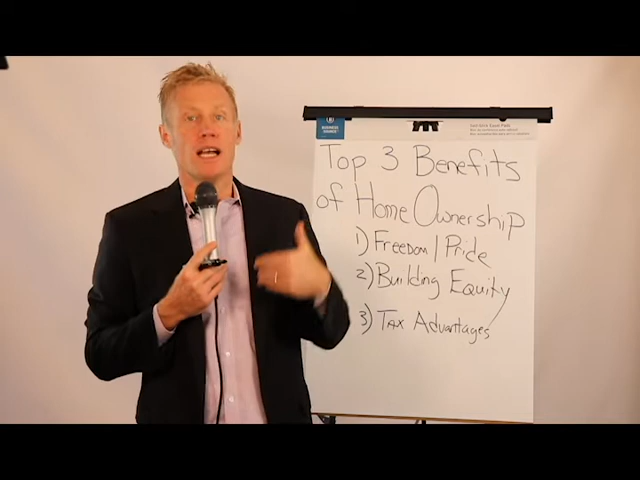 Top 3 Benefits
of Home Ownership
1) Freedom / Pride
2) Building Equity
3) Tax Advantages